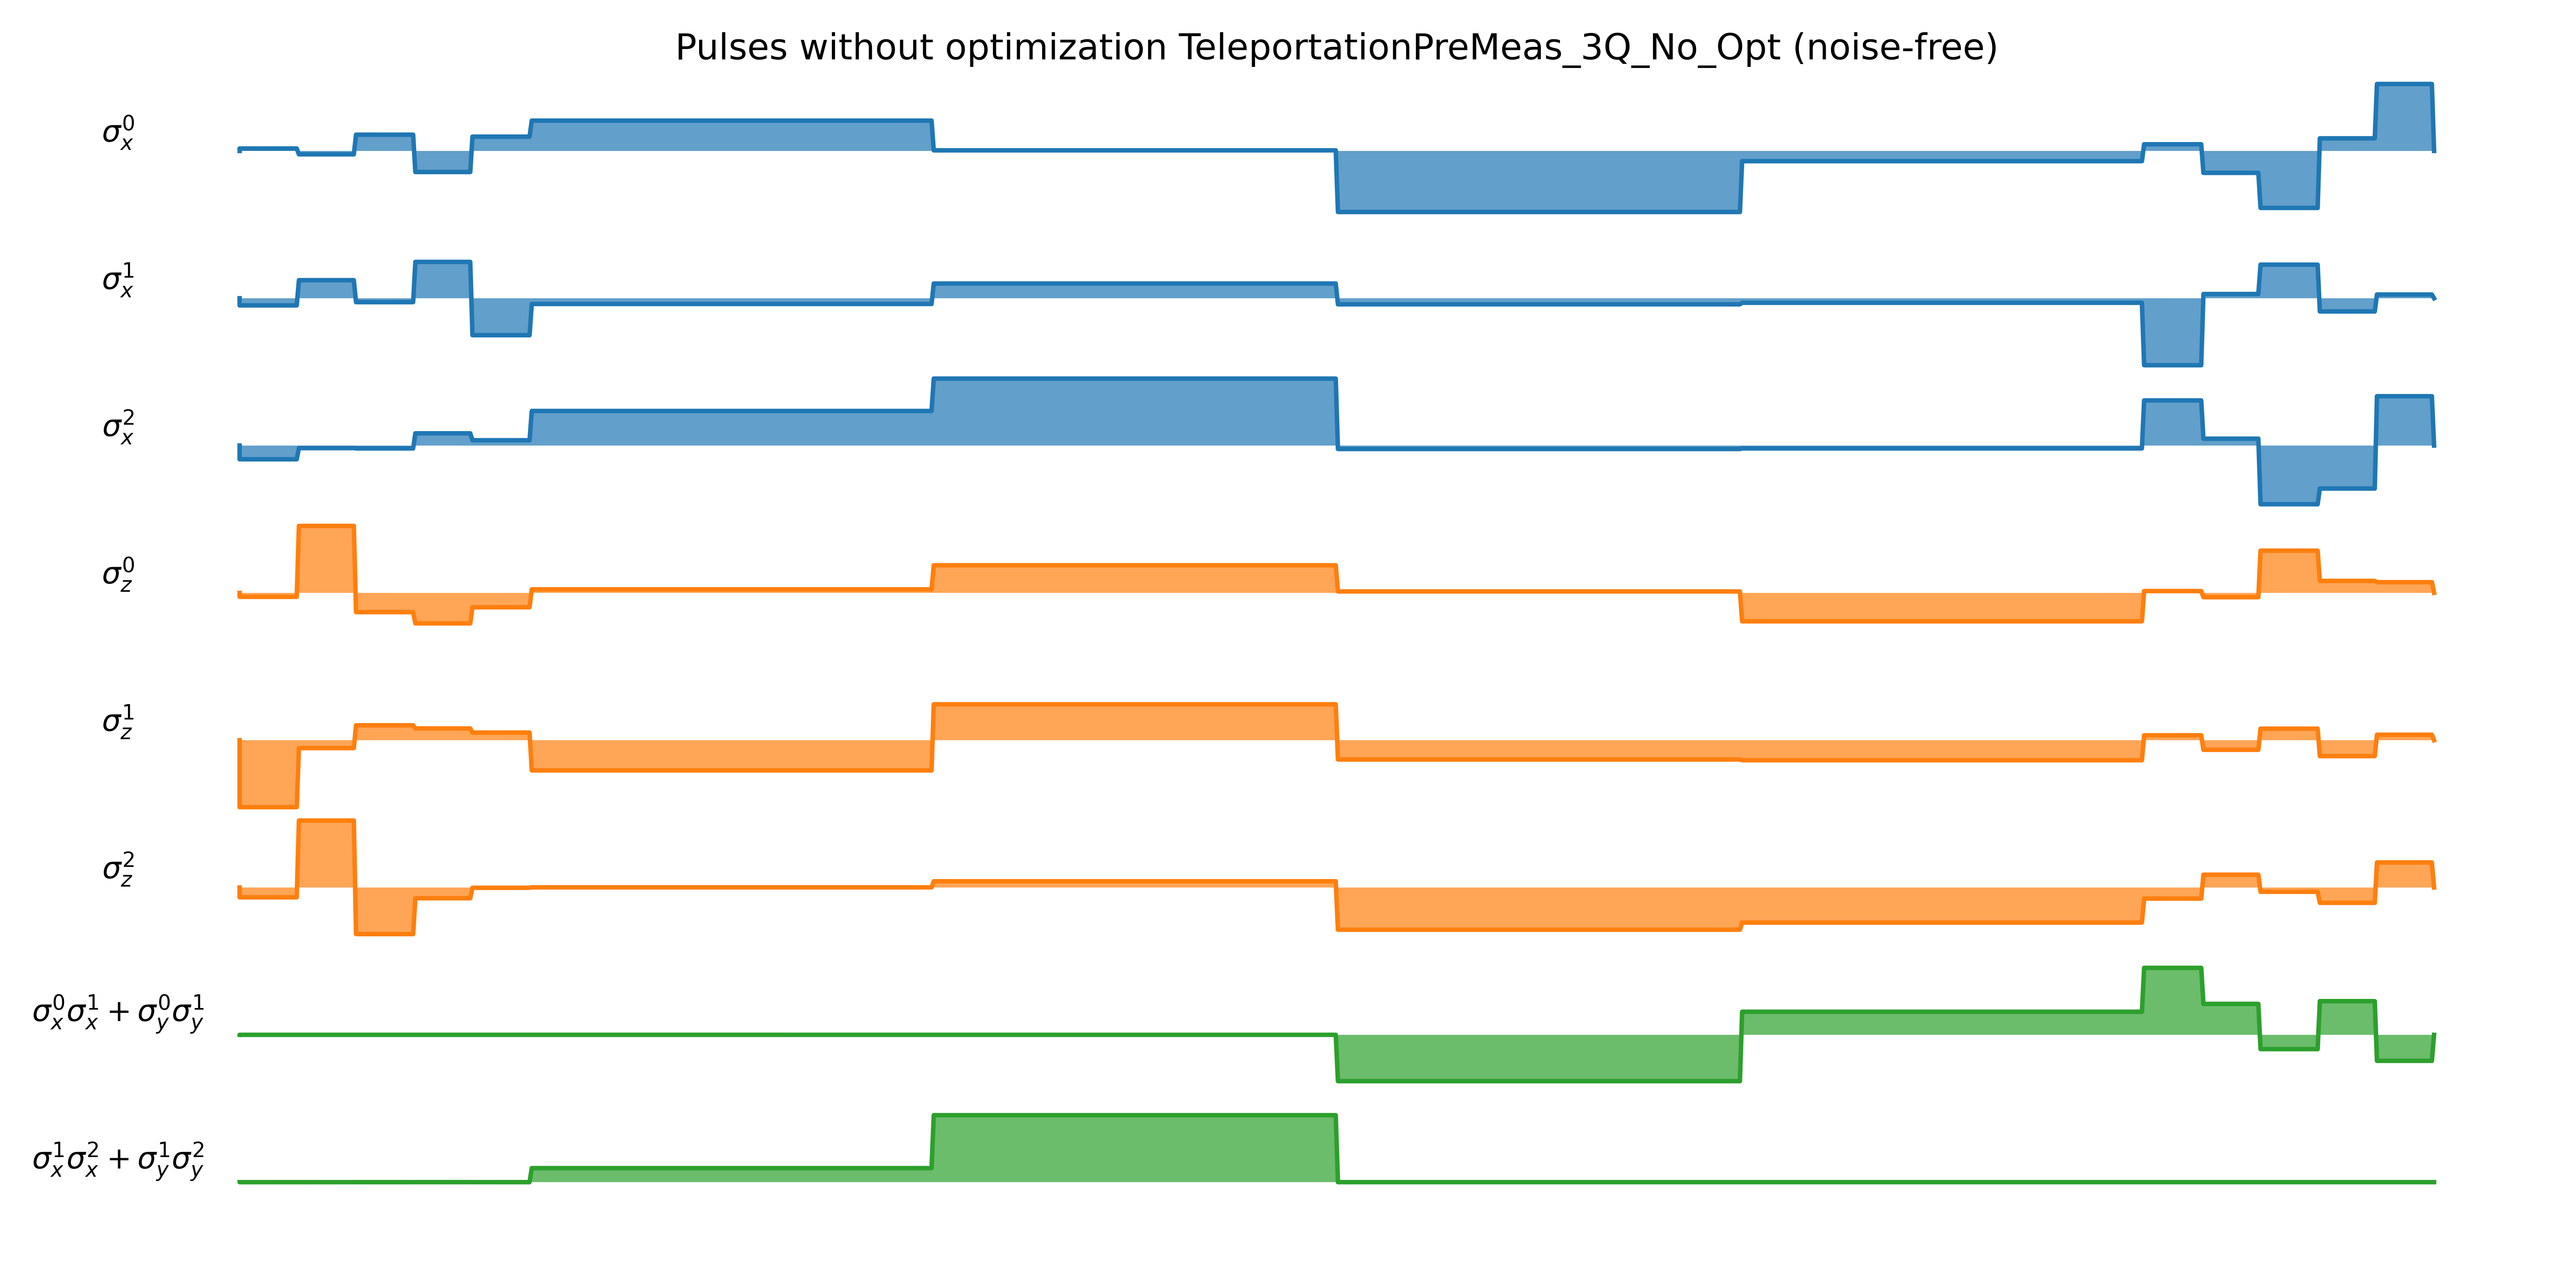 Pulses without optimization TeleportationPreMeas_3Q_No_Opt (noise-free)
σ_x^0
σ_x^1
σ_x^2
σ_z^0
σ_z^1
σ_z^2
σ_x^0σ_x^1 + σ_y^0σ_y^1
σ_x^1σ_x^2 + σ_y^1σ_y^2